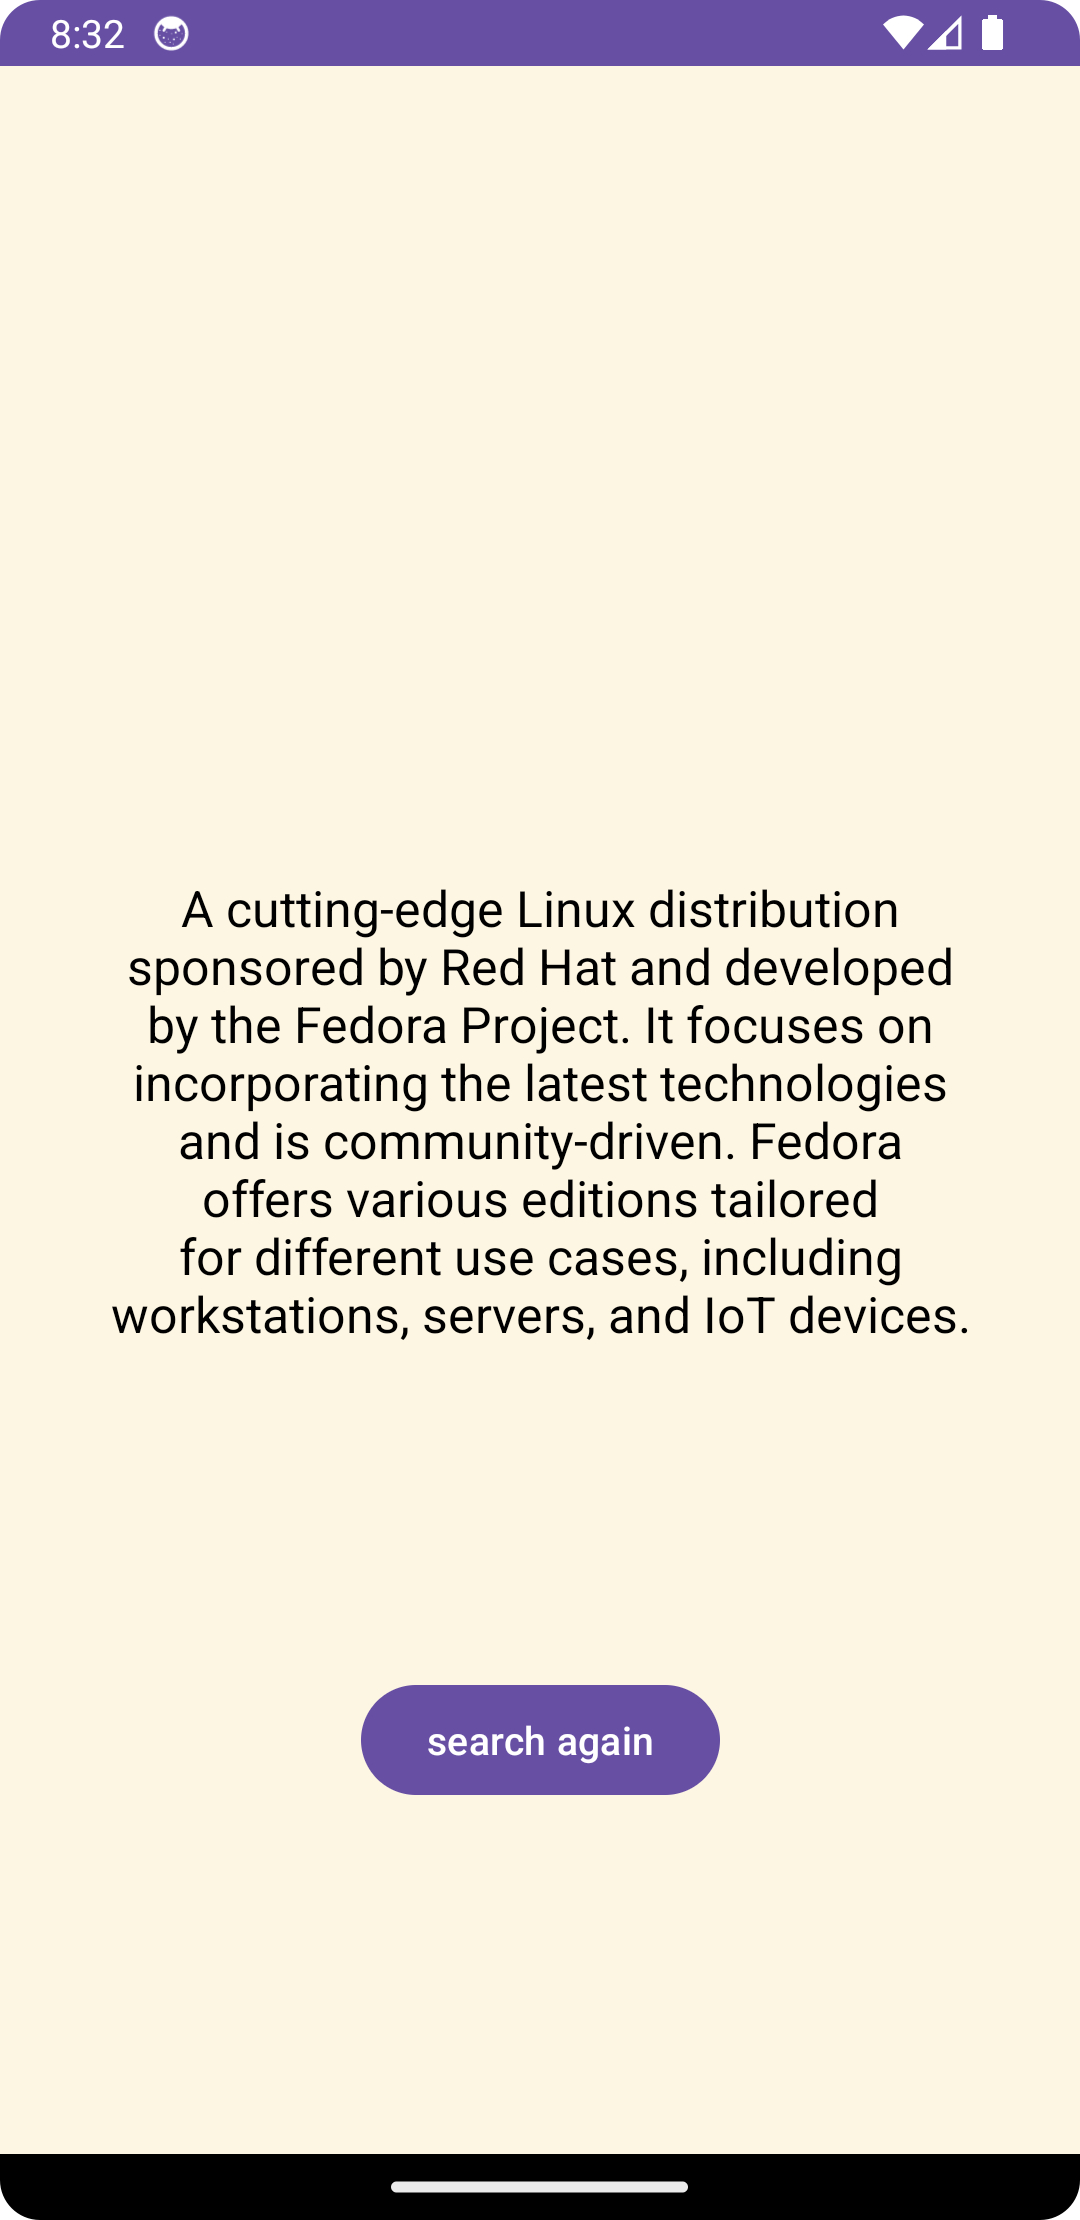 8:32
A cutting-edge Linux distribution
sponsored by Red Hat and developed
by the Fedora Project. It focuses on
incorporating the latest technologies
and is community-driven. Fedora
offers various editions tailored
for different use cases, including
workstations, servers, and IoT devices.
search again